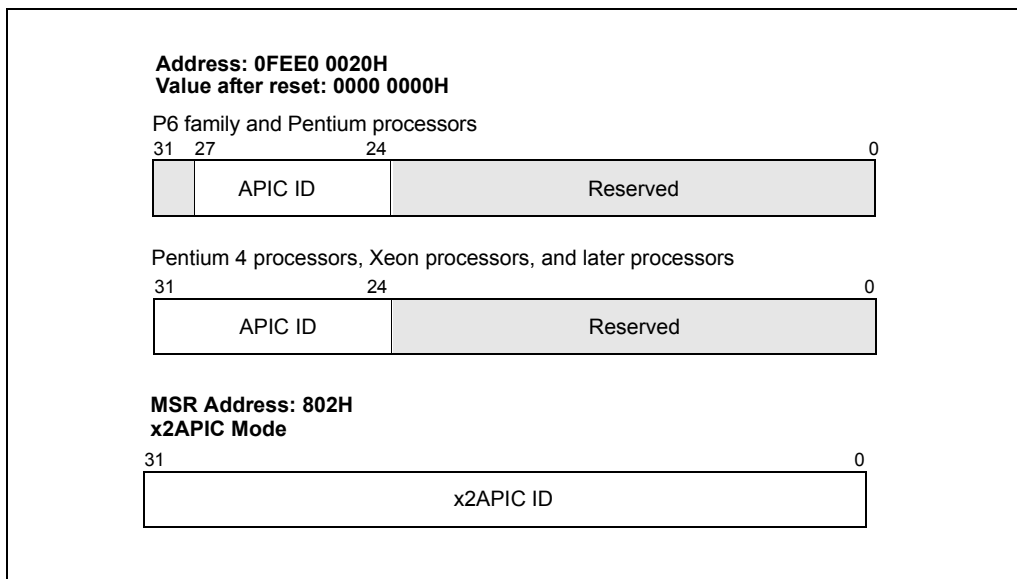 Address: 0FEE0 0020H
Value after reset: 0000 0000H
P6 family and Pentium processors
31 27 24 0
APIC ID Reserved
Pentium 4 processors, Xeon processors, and later processors
31 24 0
APIC ID Reserved
MSR Address: 802H
x2APIC Mode
31 0
x2APIC ID